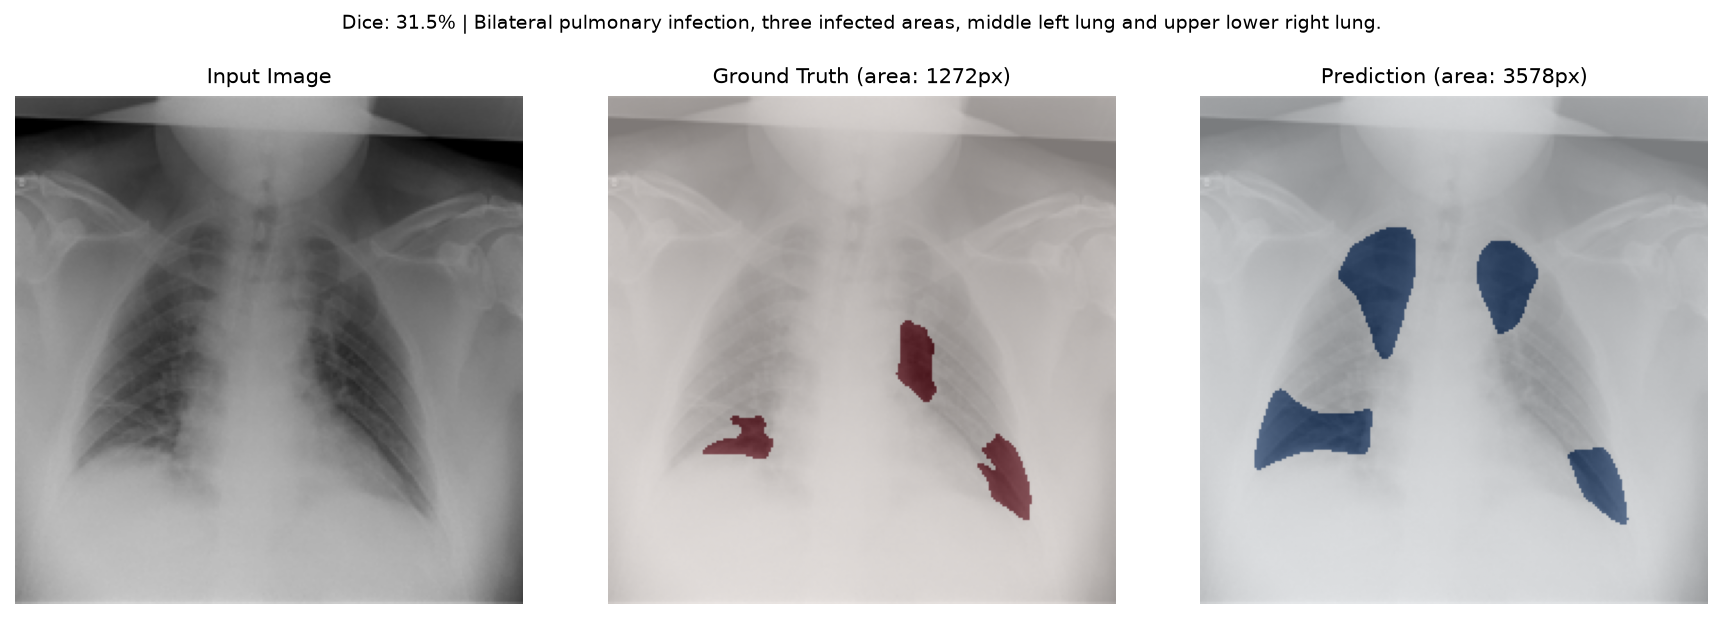 Dice: 31.5% | Bilateral pulmonary infection, three infected areas, middle left lung and upper lower right lung.
Input Image
Ground Truth (area: 1272px)
Prediction (area: 3578px)